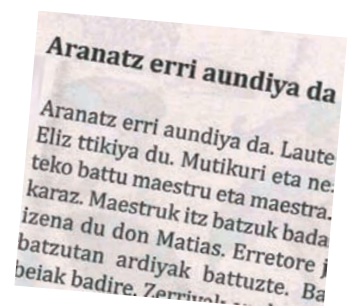 Aranatz erri aundiya da
Aranatz erri aundiya da. Laute
Eliz ttikiya du. Mutikuri eta ne
teko battu maestru eta maestra.
karaz. Maestruk itz batzuk bada
izena du don Matias. Erretore j
batzutan ardiyak battuzte. Ba
beiak badire.